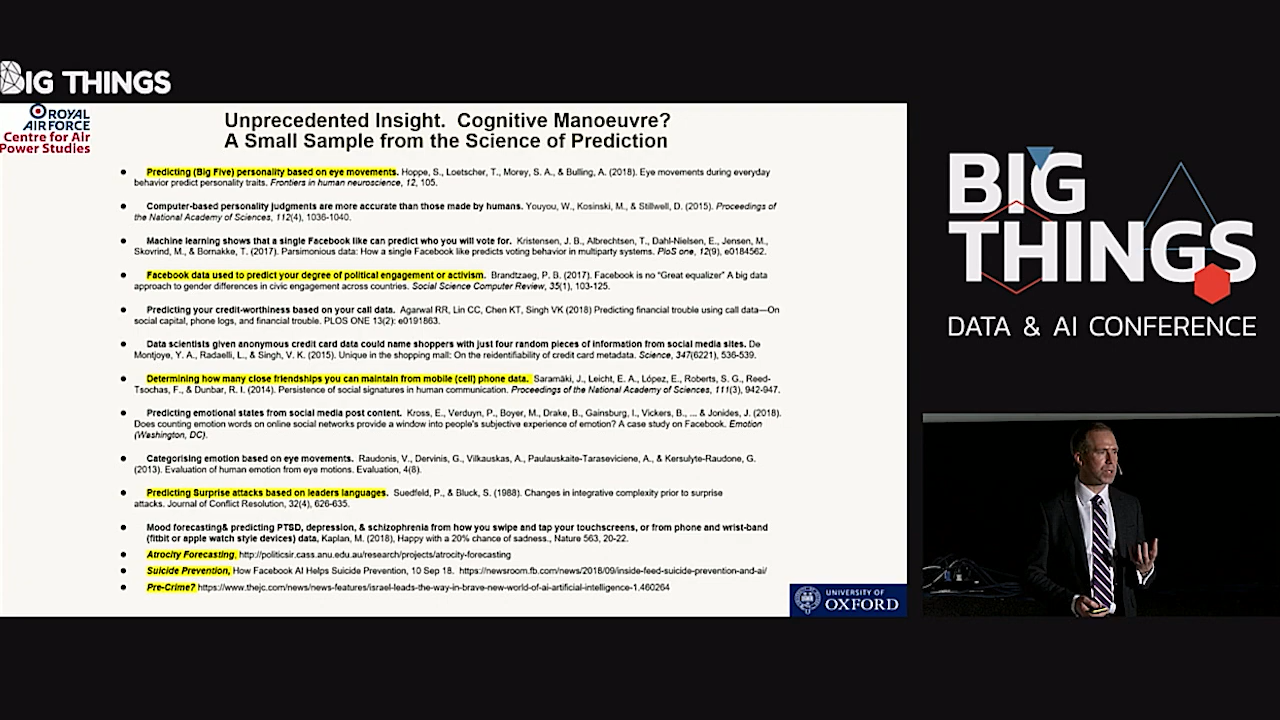 BIG THINGS
ROYAL
AIR FORCE
Centre for Air
Power Studies
Unprecedented Insight. Cognitive Manoeuvre?
A Small Sample from the Science of Prediction
● Predicting (Big Five) personality based on eye movements. Hoppe, S., Loetscher, T., Morey, S. A., & Bulling, A. (2018). Eye movements during everyday
behavior predict personality traits. Frontiers in human neuroscience, 12, 105.
● Computer-based personality judgments are more accurate than those made by humans. Youyou, W., Kosinski, M., & Stillwell, D. (2015). Proceedings of
the National Academy of Sciences, 112(4), 1036-1040.
● Machine learning shows that a single Facebook like can predict who you will vote for. Kristensen, J. B., Albrechtsen, T., Dahl-Nielsen, E., Jensen, M.,
Skovrind, M., & Bornakke, T. (2017). Parsimonious data: How a single Facebook like predicts voting behavior in multiparty systems. PloS one, 12(9), e0184562.
● Facebook data used to predict your degree of political engagement or activism. Brandtzaeg, P. B. (2017). Facebook is no "Great equalizer" A big data
approach to gender differences in civic engagement across countries. Social Science Computer Review, 35(1), 103-125.
● Predicting your credit-worthiness based on your call data. Agarwal RR, Lin CC, Chen KT, Singh VK (2018) Predicting financial trouble using call data—On
social capital, phone logs, and financial trouble. PLOS ONE 13(2): e0191863.
● Data scientists given anonymous credit card data could name shoppers with just four random pieces of information from social media sites. De
Montjoye, Y. A., Radaelli, L., & Singh, V. K. (2015). Unique in the shopping mall: On the reidentifiability of credit card metadata. Science, 347(6221), 536-539.
● Determining how many close friendships you can maintain from mobile (cell) phone data. Saramäki, J., Leicht, E. A., López, E., Roberts, S. G., Reed-
Tsochas, F., & Dunbar, R. I. (2014). Persistence of social signatures in human communication. Proceedings of the National Academy of Sciences, 111(3), 942-947.
● Predicting emotional states from social media post content. Kross, E., Verduyn, P., Boyer, M., Drake, B., Gainsburg, I., Vickers, B., ... & Jonides, J. (2018).
Does counting emotion words on online social networks provide a window into people's subjective experience of emotion? A case study on Facebook. Emotion
(Washington, DC).
● Categorising emotion based on eye movements. Raudonis, V., Dervinis, G., Vilkauskas, A., Paulauskaite-Taraseviciene, A., & Kersulyte-Raudone, G.
(2013). Evaluation of human emotion from eye motions. Evaluation, 4(8).
● Predicting Surprise attacks based on leaders languages. Suedfeld, P., & Bluck, S. (1988). Changes in integrative complexity prior to surprise
attacks. Journal of Conflict Resolution, 32(4), 626-635.
● Mood forecasting& predicting PTSD, depression, & schizophrenia from how you swipe and tap your touchscreens, or from phone and wrist-band
(fitbit or apple watch style devices) data, Kaplan, M. (2018), Happy with a 20% chance of sadness., Nature 563, 20-22.
● Atrocity Forecasting, http://politicsir.cass.anu.edu.au/research/projects/atrocity-forecasting
● Suicide Prevention, How Facebook AI Helps Suicide Prevention, 10 Sep 18. https://newsroom.fb.com/news/2018/09/inside-feed-suicide-prevention-and-ai/
● Pre-Crime? https://www.thejc.com/news/news-features/israel-leads-the-way-in-brave-new-world-of-ai-artificial-intelligence-1.460264
UNIVERSITY OF
OXFORD
BIG
THINGS
DATA & AI CONFERENCE